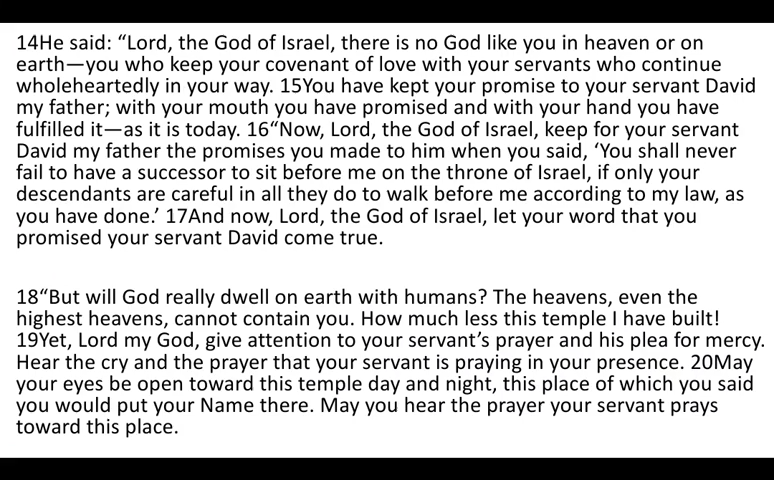 14He said: “Lord, the God of Israel, there is no God like you in heaven or on
earth—you who keep your covenant of love with your servants who continue
wholeheartedly in your way. 15You have kept your promise to your servant David
my father; with your mouth you have promised and with your hand you have
fulfilled it—as it is today. 16“Now, Lord, the God of Israel, keep for your servant
David my father the promises you made to him when you said, ‘You shall never
fail to have a successor to sit before me on the throne of Israel, if only your
descendants are careful in all they do to walk before me according to my law, as
you have done.’ 17And now, Lord, the God of Israel, let your word that you
promised your servant David come true.
18“But will God really dwell on earth with humans? The heavens, even the
highest heavens, cannot contain you. How much less this temple I have built!
19Yet, Lord my God, give attention to your servant’s prayer and his plea for mercy.
Hear the cry and the prayer that your servant is praying in your presence. 20May
your eyes be open toward this temple day and night, this place of which you said
you would put your Name there. May you hear the prayer your servant prays
toward this place.